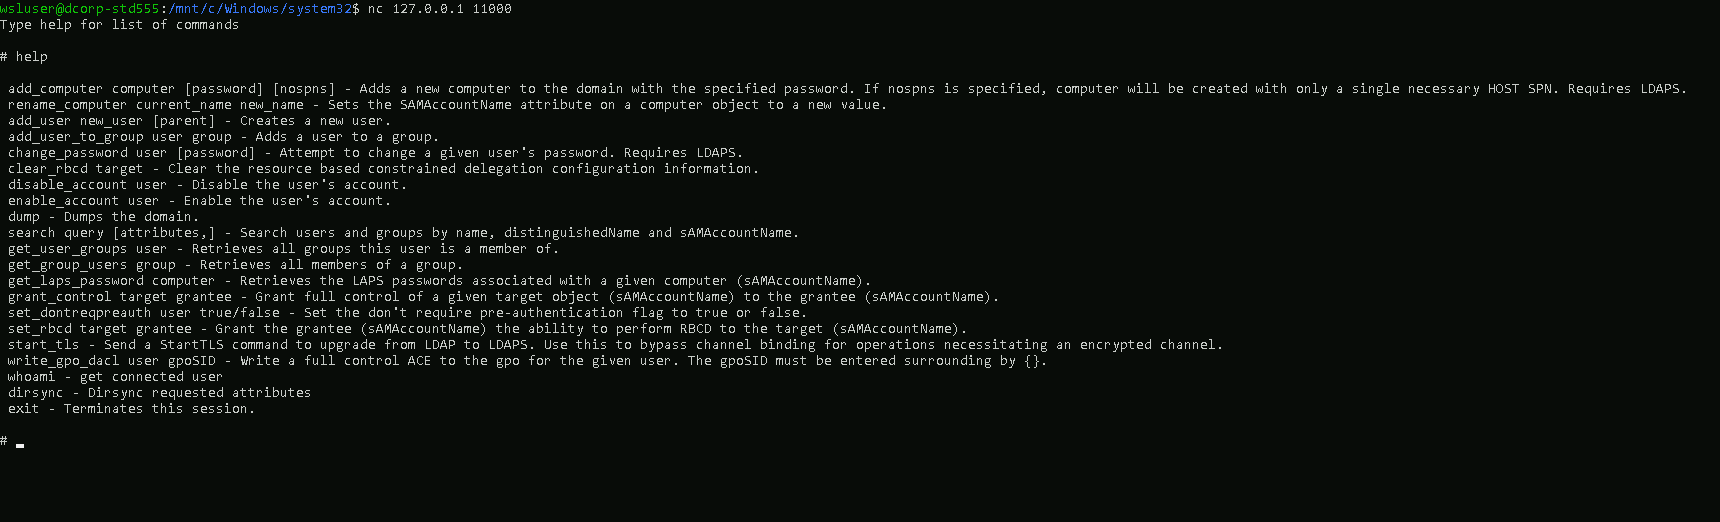 wsluser@dcorp-std555:/mnt/c/Windows/system32$ nc 127.0.0.1 11000
Type help for list of commands
# help
add_computer computer [password] [nospns] - Adds a new computer to the domain with the specified password. If nospns is specified, computer will be created with only a single necessary HOST SPN. Requires LDAPS.
rename_computer current_name new_name - Sets the SAMAccountName attribute on a computer object to a new value.
add_user new_user [parent] - Creates a new user.
add_user_to_group user group - Adds a user to a group.
change_password user [password] - Attempt to change a given user's password. Requires LDAPS.
clear_rbcd target - Clear the resource based constrained delegation configuration information.
disable_account user - Disable the user's account.
enable_account user - Enable the user's account.
dump - Dumps the domain.
search query [attributes,] - Search users and groups by name, distinguishedName and sAMAccountName.
get_user_groups user - Retrieves all groups this user is a member of.
get_group_users group - Retrieves all members of a group.
get_laps_password computer - Retrieves the LAPS passwords associated with a given computer (sAMAccountName).
grant_control target grantee - Grant full control of a given target object (sAMAccountName) to the grantee (sAMAccountName).
set_dontreqpreauth user true/false - Set the don't require pre-authentication flag to true or false.
set_rbcd target grantee - Grant the grantee (sAMAccountName) the ability to perform RBCD to the target (sAMAccountName).
start_tls - Send a StartTLS command to upgrade from LDAP to LDAPS. Use this to bypass channel binding for operations necessitating an encrypted channel.
write_gpo_dacl user gpoSID - Write a full control ACE to the gpo for the given user. The gpoSID must be entered surrounding by {}.
whoami - get connected user
dirsync - Dirsync requested attributes
exit - Terminates this session.
#